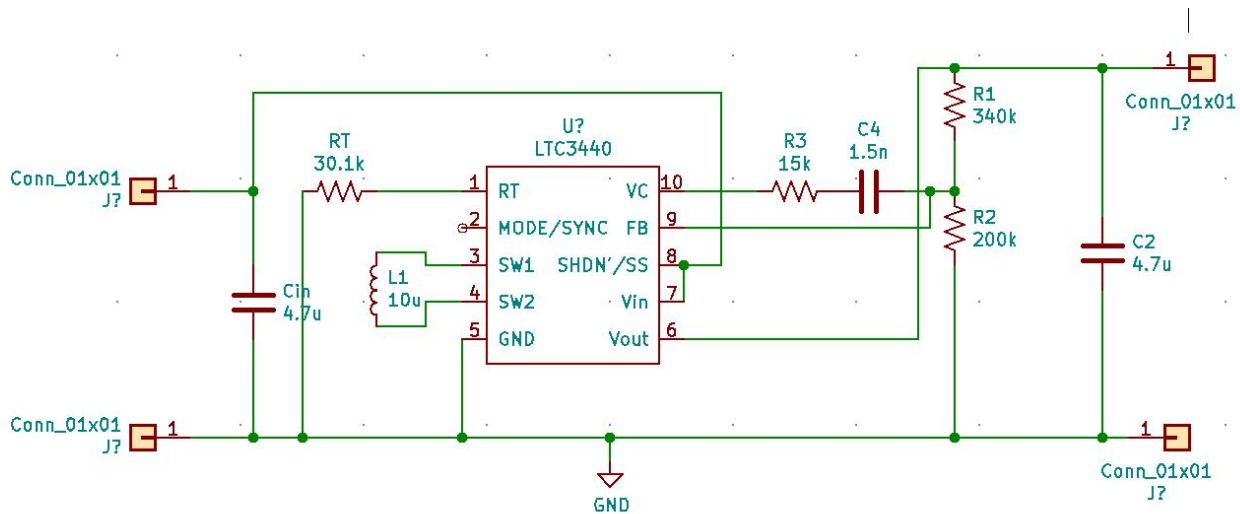 Conn_01x01
J?
1
Cin
4.7u
Conn_01x01
J?
1
RT
30.1k
L1
10u
U?
LTC3440
1 RT
2 MODE/SYNC
3 SW1
4 SW2
5 GND
VC 10
FB 9
SHDN'/SS 8
Vin 7
Vout 6
R3
15k
C4
1.5n
R1
340k
R2
200k
C2
4.7u
1
Conn_01x01
J?
1
Conn_01x01
J?
GND